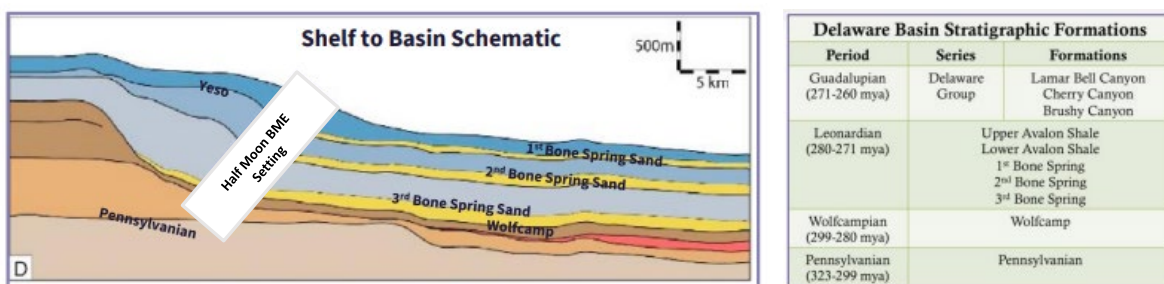 Shelf to Basin Schematic
500m
5 km
Yeso
Half Moon BME
Setting
1st Bone Spring Sand
2nd Bone Spring Sand
3rd Bone Spring Sand
Wolfcamp
Pennsylvanian
D
Delaware Basin Stratigraphic Formations
Period Series Formations
Guadalupian Delaware Lamar Bell Canyon
(271-260 mya) Group Cherry Canyon
Brushy Canyon
Leonardian Upper Avalon Shale
(280-271 mya) Lower Avalon Shale
1st Bone Spring
2nd Bone Spring
3rd Bone Spring
Wolfcampian Wolfcamp
(299-280 mya)
Pennsylvanian Pennsylvanian
(323-299 mya)